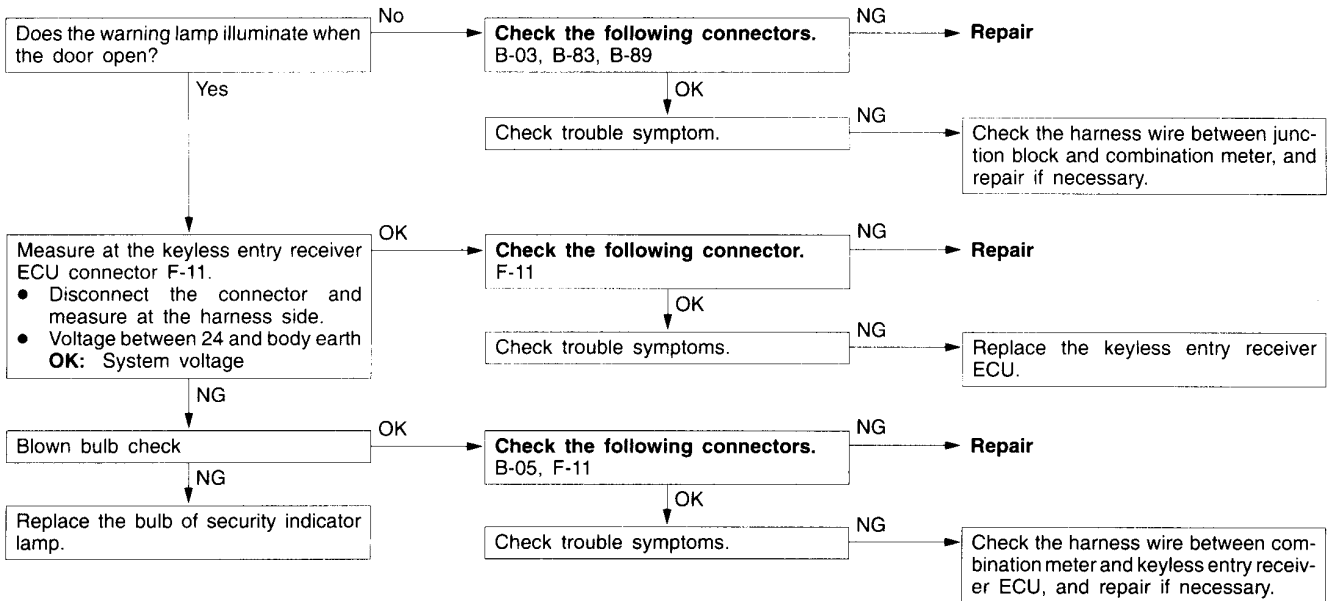 No
NG
Does the warning lamp illuminate when
the door open?
Check the following connectors.
B-03, B-83, B-89
Repair
Yes
OK
NG
Check trouble symptom.
Check the harness wire between junc-
tion block and combination meter, and
repair if necessary.
Measure at the keyless entry receiver
ECU connector F-11.
● Disconnect the connector and
measure at the harness side.
● Voltage between 24 and body earth
OK: System voltage
OK
Check the following connector.
F-11
NG
Repair
OK
NG
Check trouble symptoms.
Replace the keyless entry receiver
ECU.
NG
Blown bulb check
OK
Check the following connectors.
B-05, F-11
NG
Repair
NG
OK
Replace the bulb of security indicator
lamp.
Check trouble symptoms.
NG
Check the harness wire between com-
bination meter and keyless entry receiv-
er ECU, and repair if necessary.